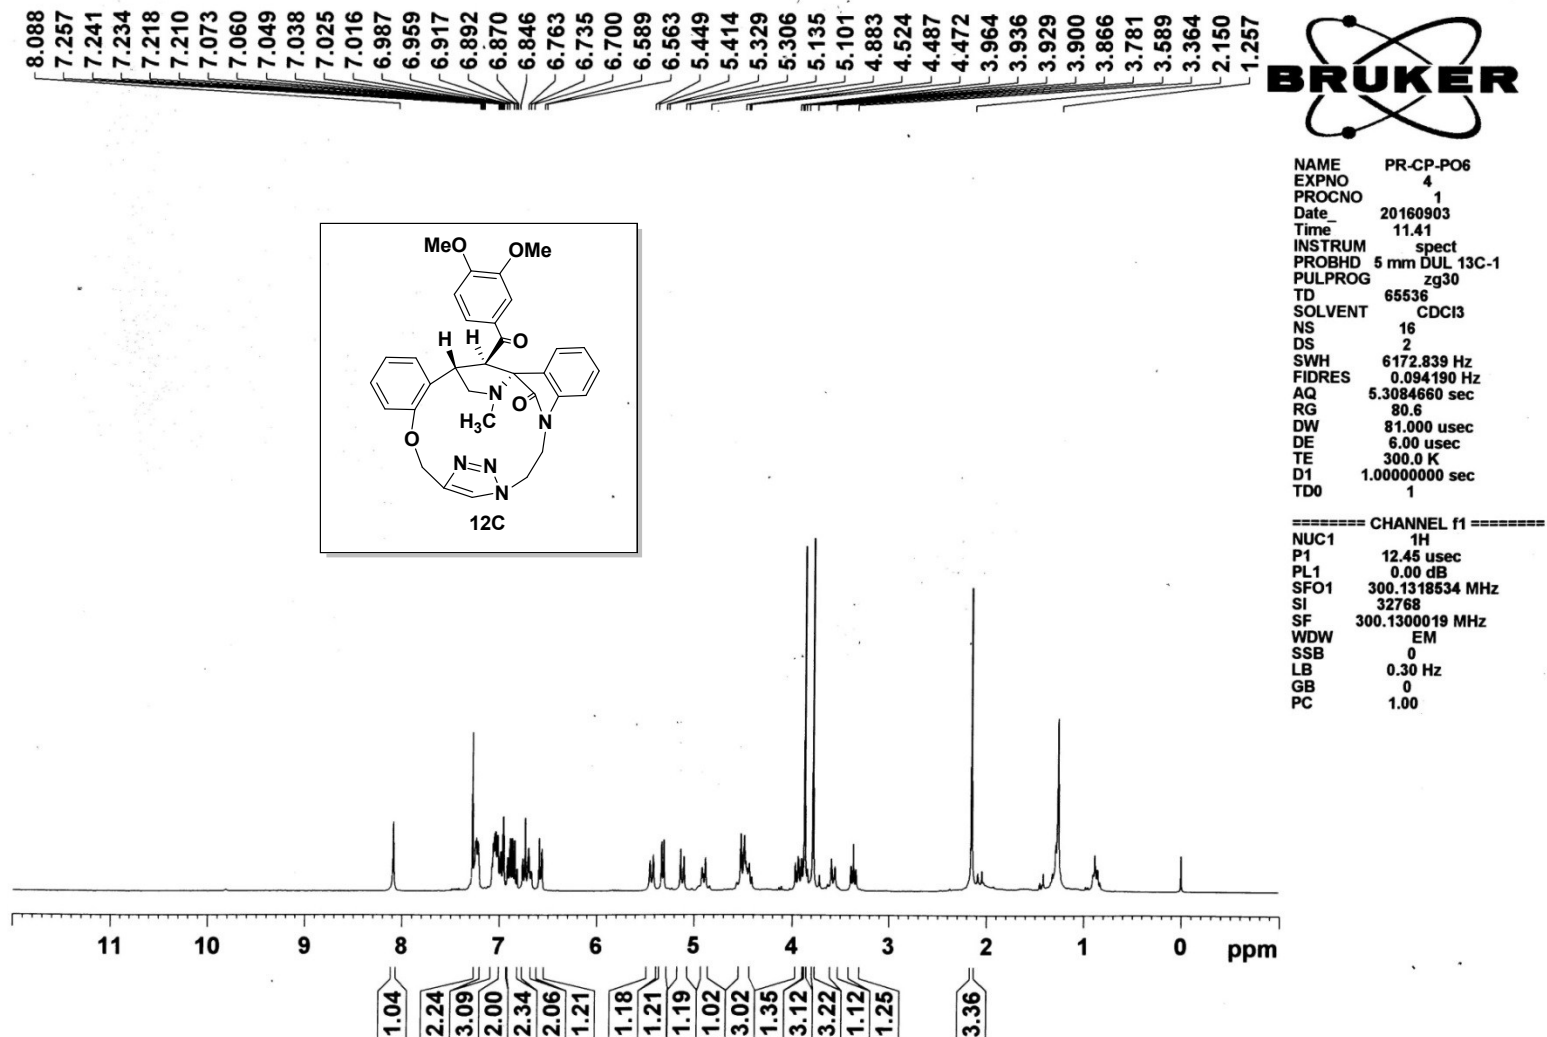 8.088 7.257 7.241 7.234 7.218 7.210 7.073 7.060 7.049 7.038 7.025 7.016 6.987 6.959 6.917 6.892 6.870 6.846 6.763 6.735 6.700 6.589 6.563 5.449 5.414 5.329 5.306 5.135 5.101 4.883 4.524 4.487 4.472 3.964 3.936 3.929 3.900 3.866 3.781 3.589 3.364 2.150 1.257
BRUKER
NAME PR-CP-PO6
EXPNO 4
PROCNO 1
Date_ 20160903
Time 11.41
INSTRUM spect
PROBHD 5 mm DUL 13C-1
PULPROG zg30
TD 65536
SOLVENT CDCl3
NS 16
DS 2
SWH 6172.839 Hz
FIDRES 0.094190 Hz
AQ 5.3084660 sec
RG 80.6
DW 81.000 usec
DE 6.00 usec
TE 300.0 K
D1 1.00000000 sec
TD0 1
======== CHANNEL f1 ========
NUC1 1H
P1 12.45 usec
PL1 0.00 dB
SFO1 300.1318534 MHz
SI 32768
SF 300.1300019 MHz
WDW EM
SSB 0
LB 0.30 Hz
GB 0
PC 1.00
MeO
OMe
H H O
N O
H3C N
O
N=N
N
12C
11 10 9 8 7 6 5 4 3 2 1 0 ppm
1.04 2.24 3.09 2.00 2.34 2.06 1.21 1.18 1.21 1.19 1.02 3.02 1.35 3.12 3.22 1.12 1.25 3.36